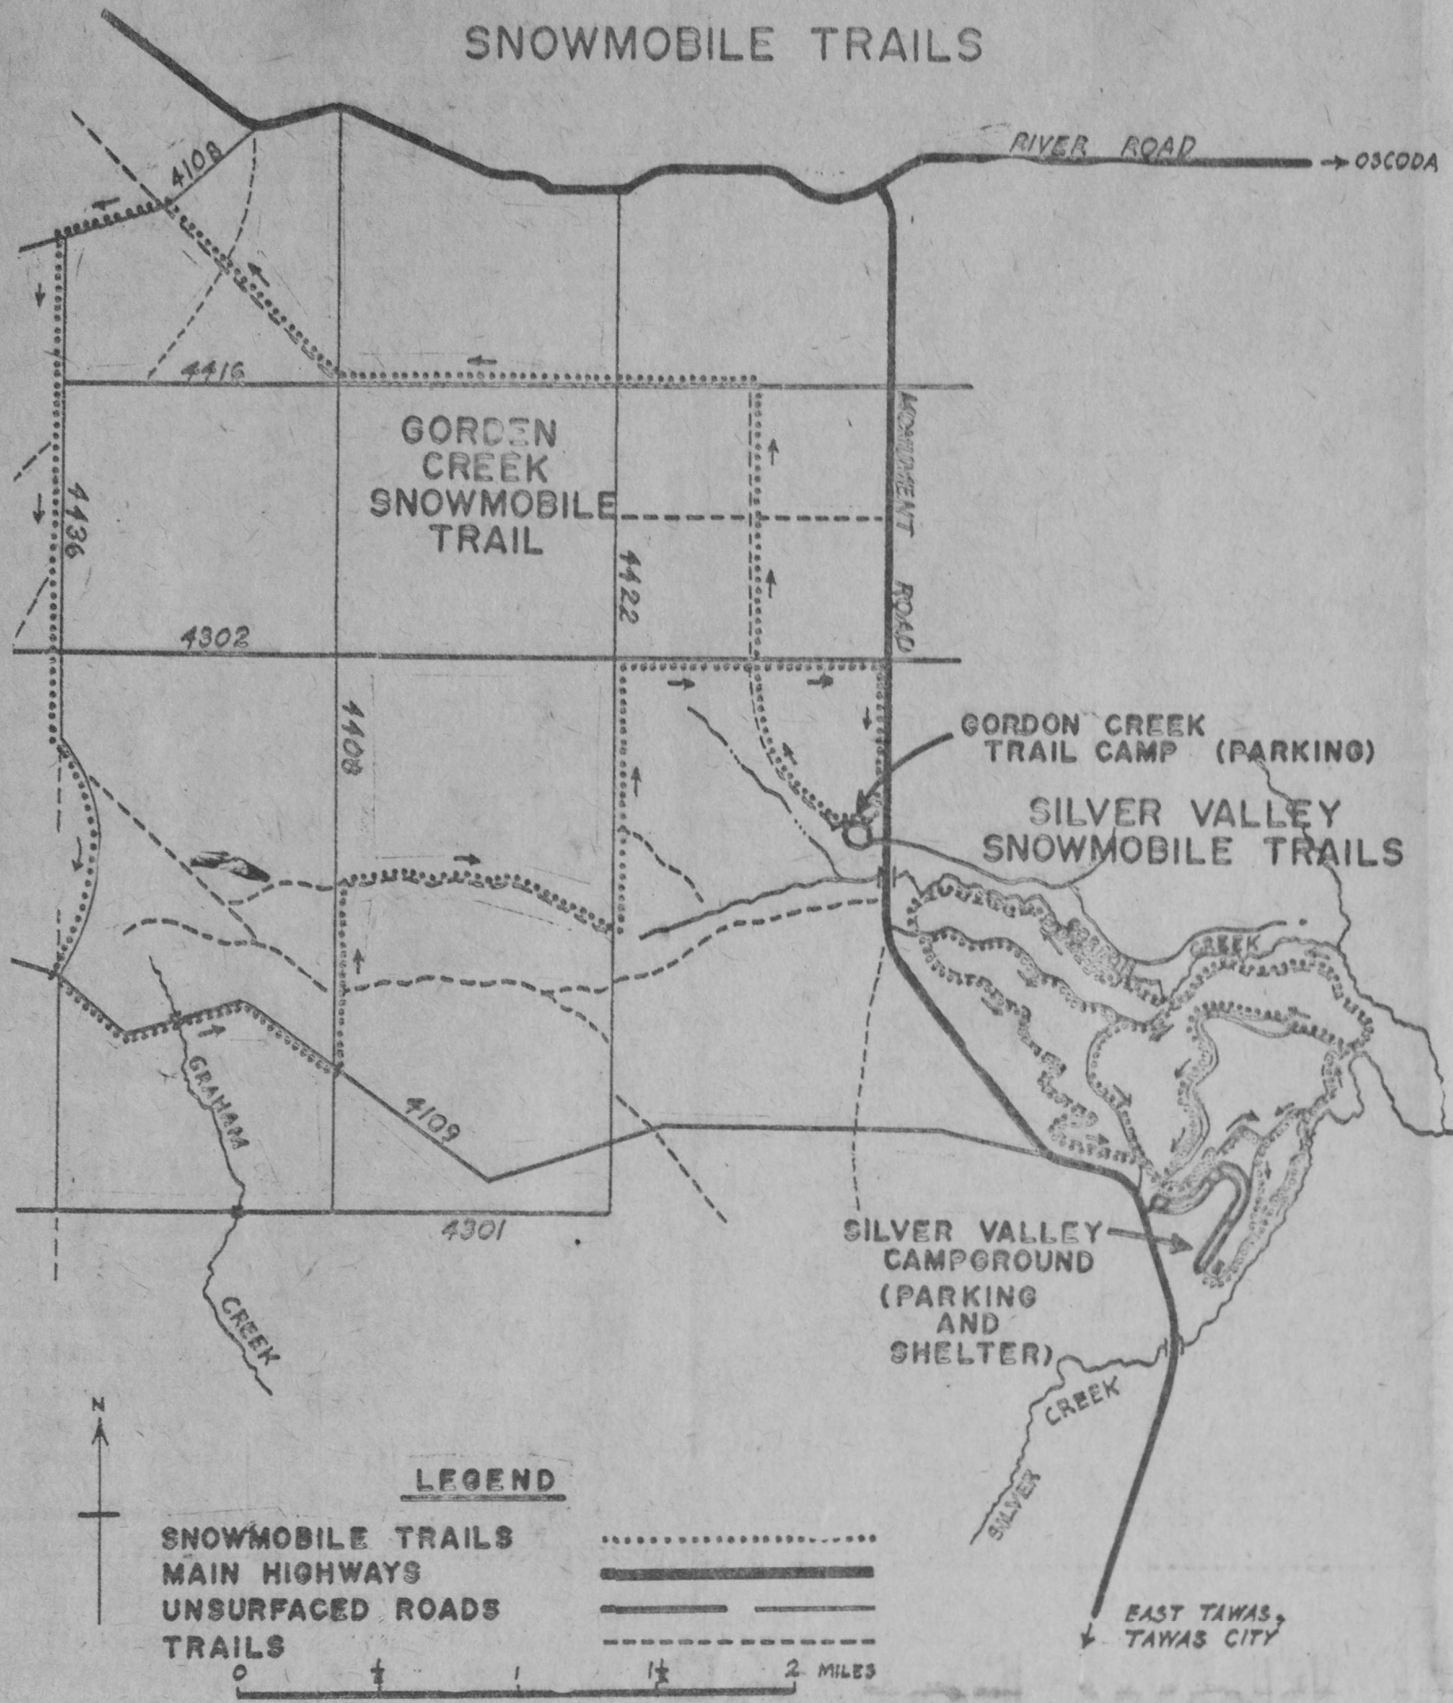 SNOWMOBILE TRAILS
RIVER ROAD
OSCODA
4108
4416
GORDEN
CREEK
SNOWMOBILE
TRAIL
MONUMENT ROAD
4436
4422
4302
4408
GORDON CREEK
TRAIL CAMP (PARKING)
SILVER VALLEY
SNOWMOBILE TRAILS
GORDON CREEK
GRAHAM
CREEK
4109
4301
SILVER VALLEY
CAMPGROUND
(PARKING
AND
SHELTER)
SILVER CREEK
N
LEGEND
SNOWMOBILE TRAILS
MAIN HIGHWAYS
UNSURFACED ROADS
TRAILS
0 ½ 1 1½ 2 MILES
EAST TAWAS,
TAWAS CITY